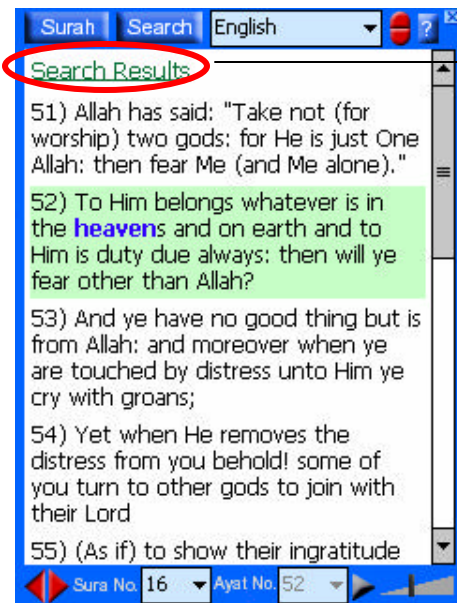 Surah Search English ?
Search Results
51) Allah has said: "Take not (for
worship) two gods: for He is just One
Allah: then fear Me (and Me alone)."
52) To Him belongs whatever is in
the heavens and on earth and to
Him is duty due always: then will ye
fear other than Allah?
53) And ye have no good thing but is
from Allah: and moreover when ye
are touched by distress unto Him ye
cry with groans;
54) Yet when He removes the
distress from you behold! some of
you turn to other gods to join with
their Lord
55) (As if) to show their ingratitude
Sura No. 16 Ayat No. 52